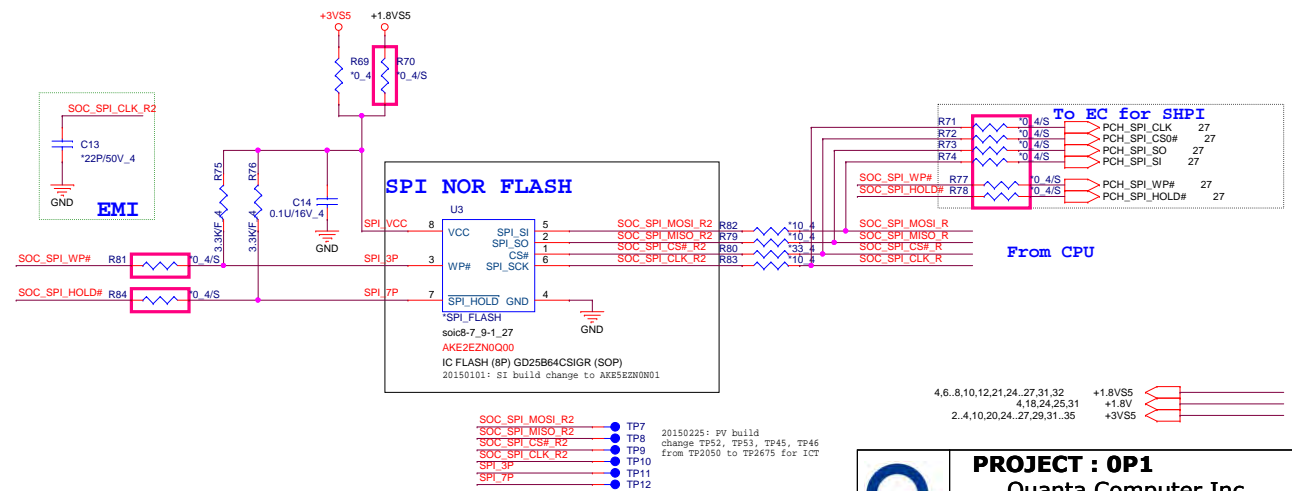 +3VS5
+1.8VS5
R69
*0_4
R70
*0_4/S
SOC_SPI_CLK_R2
C13
*22P/50V_4
GND
EMI
R75
3.3K/F_4
R76
3.3K/F_4
C14
0.1U/16V_4
GND
SPI NOR FLASH
U3
SPI_VCC
8
VCC
SPI_SI
5
SPI_SO
2
CS#
1
SPI_SCK
6
SPI_3P
3
WP#
SPI_7P
7
SPI_HOLD
GND
4
GND
*SPI_FLASH
soic8-7_9-1_27
AKE2EZN0Q00
IC FLASH (8P) GD25B64CSIGR (SOP)
20150101: SI build change to AKE5EZN0N01
SOC_SPI_WP#
R81
*0_4/S
SOC_SPI_HOLD#
R84
*0_4/S
SOC_SPI_MOSI_R2
R82
*10_4
SOC_SPI_MOSI_R
SOC_SPI_MISO_R2
R79
*10_4
SOC_SPI_MISO_R
SOC_SPI_CS#_R2
R80
*33_4
SOC_SPI_CS#_R
SOC_SPI_CLK_R2
R83
*10_4
SOC_SPI_CLK_R
From CPU
To EC for SHPI
R71
*0_4/S
PCH_SPI_CLK 27
R72
*0_4/S
PCH_SPI_CS0# 27
R73
*0_4/S
PCH_SPI_SO 27
R74
*0_4/S
PCH_SPI_SI 27
SOC_SPI_WP#
R77
*0_4/S
PCH_SPI_WP# 27
SOC_SPI_HOLD#
R78
*0_4/S
PCH_SPI_HOLD# 27
4,6..8,10,12,21,24..27,31,32 +1.8VS5
4,18,24,25,31 +1.8V
2..4,10,20,24..27,29,31..35 +3VS5
SOC_SPI_MOSI_R2
TP7
SOC_SPI_MISO_R2
TP8
SOC_SPI_CS#_R2
TP9
SOC_SPI_CLK_R2
TP10
SPI_3P
TP11
SPI_7P
TP12
20150225: PV build
change TP52, TP53, TP45, TP46
from TP2050 to TP2675 for ICT
PROJECT : 0P1
Quanta Computer Inc